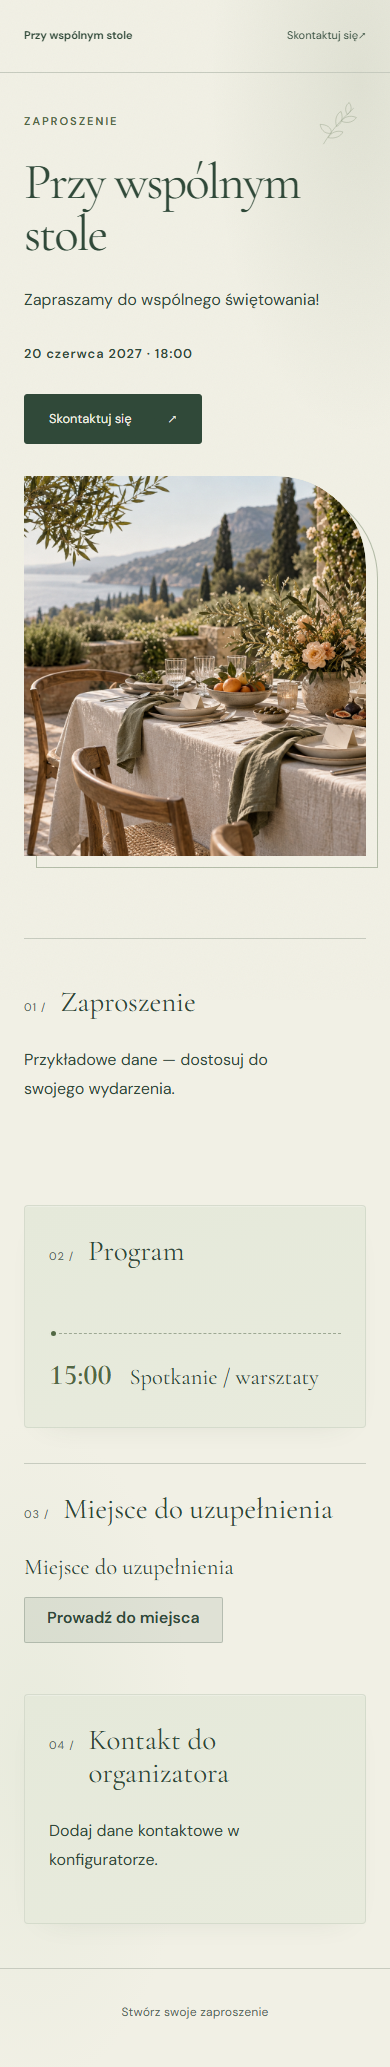 Przy wspólnym stole
Skontaktuj się↗
ZAPROSZENIE
Przy wspólnym
stole
Zapraszamy do wspólnego świętowania!
20 czerwca 2027 · 18:00
Skontaktuj się ↗
01 / Zaproszenie
Przykładowe dane — dostosuj do
swojego wydarzenia.
02 / Program
15:00 Spotkanie / warsztaty
03 / Miejsce do uzupełnienia
Miejsce do uzupełnienia
Prowadź do miejsca
04 / Kontakt do
organizatora
Dodaj dane kontaktowe w
konfiguratorze.
Stwórz swoje zaproszenie